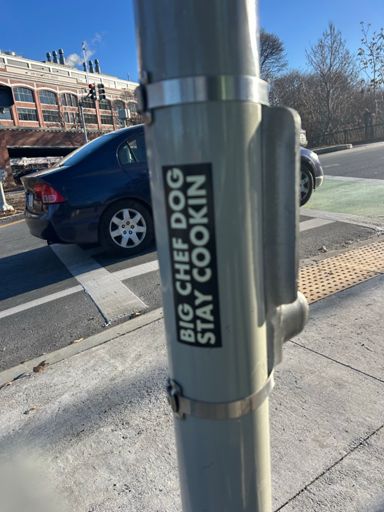 BIG CHEF DOG
STAY COOKIN